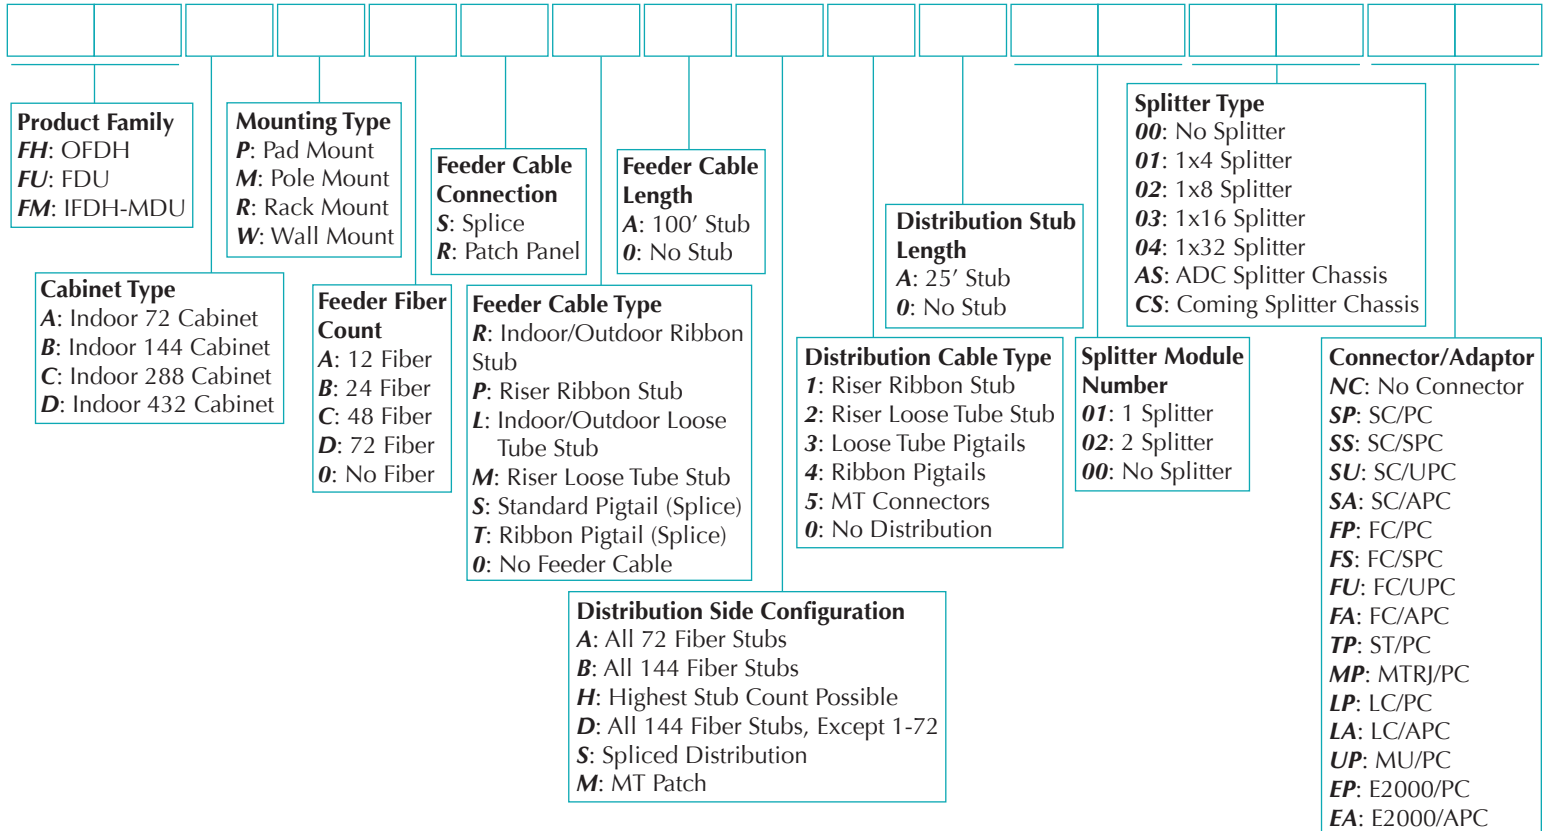 Product Family
FH: OFDH
FU: FDU
FM: IFDH-MDU
Cabinet Type
A: Indoor 72 Cabinet
B: Indoor 144 Cabinet
C: Indoor 288 Cabinet
D: Indoor 432 Cabinet
Mounting Type
P: Pad Mount
M: Pole Mount
R: Rack Mount
W: Wall Mount
Feeder Fiber
Count
A: 12 Fiber
B: 24 Fiber
C: 48 Fiber
D: 72 Fiber
0: No Fiber
Feeder Cable
Connection
S: Splice
R: Patch Panel
Feeder Cable Type
R: Indoor/Outdoor Ribbon
Stub
P: Riser Ribbon Stub
L: Indoor/Outdoor Loose
Tube Stub
M: Riser Loose Tube Stub
S: Standard Pigtail (Splice)
T: Ribbon Pigtail (Splice)
0: No Feeder Cable
Feeder Cable
Length
A: 100’ Stub
0: No Stub
Distribution Side Configuration
A: All 72 Fiber Stubs
B: All 144 Fiber Stubs
H: Highest Stub Count Possible
D: All 144 Fiber Stubs, Except 1-72
S: Spliced Distribution
M: MT Patch
Distribution Cable Type
1: Riser Ribbon Stub
2: Riser Loose Tube Stub
3: Loose Tube Pigtails
4: Ribbon Pigtails
5: MT Connectors
0: No Distribution
Distribution Stub
Length
A: 25’ Stub
0: No Stub
Splitter Module
Number
01: 1 Splitter
02: 2 Splitter
00: No Splitter
Splitter Type
00: No Splitter
01: 1x4 Splitter
02: 1x8 Splitter
03: 1x16 Splitter
04: 1x32 Splitter
AS: ADC Splitter Chassis
CS: Coming Splitter Chassis
Connector/Adaptor
NC: No Connector
SP: SC/PC
SS: SC/SPC
SU: SC/UPC
SA: SC/APC
FP: FC/PC
FS: FC/SPC
FU: FC/UPC
FA: FC/APC
TP: ST/PC
MP: MTRJ/PC
LP: LC/PC
LA: LC/APC
UP: MU/PC
EP: E2000/PC
EA: E2000/APC